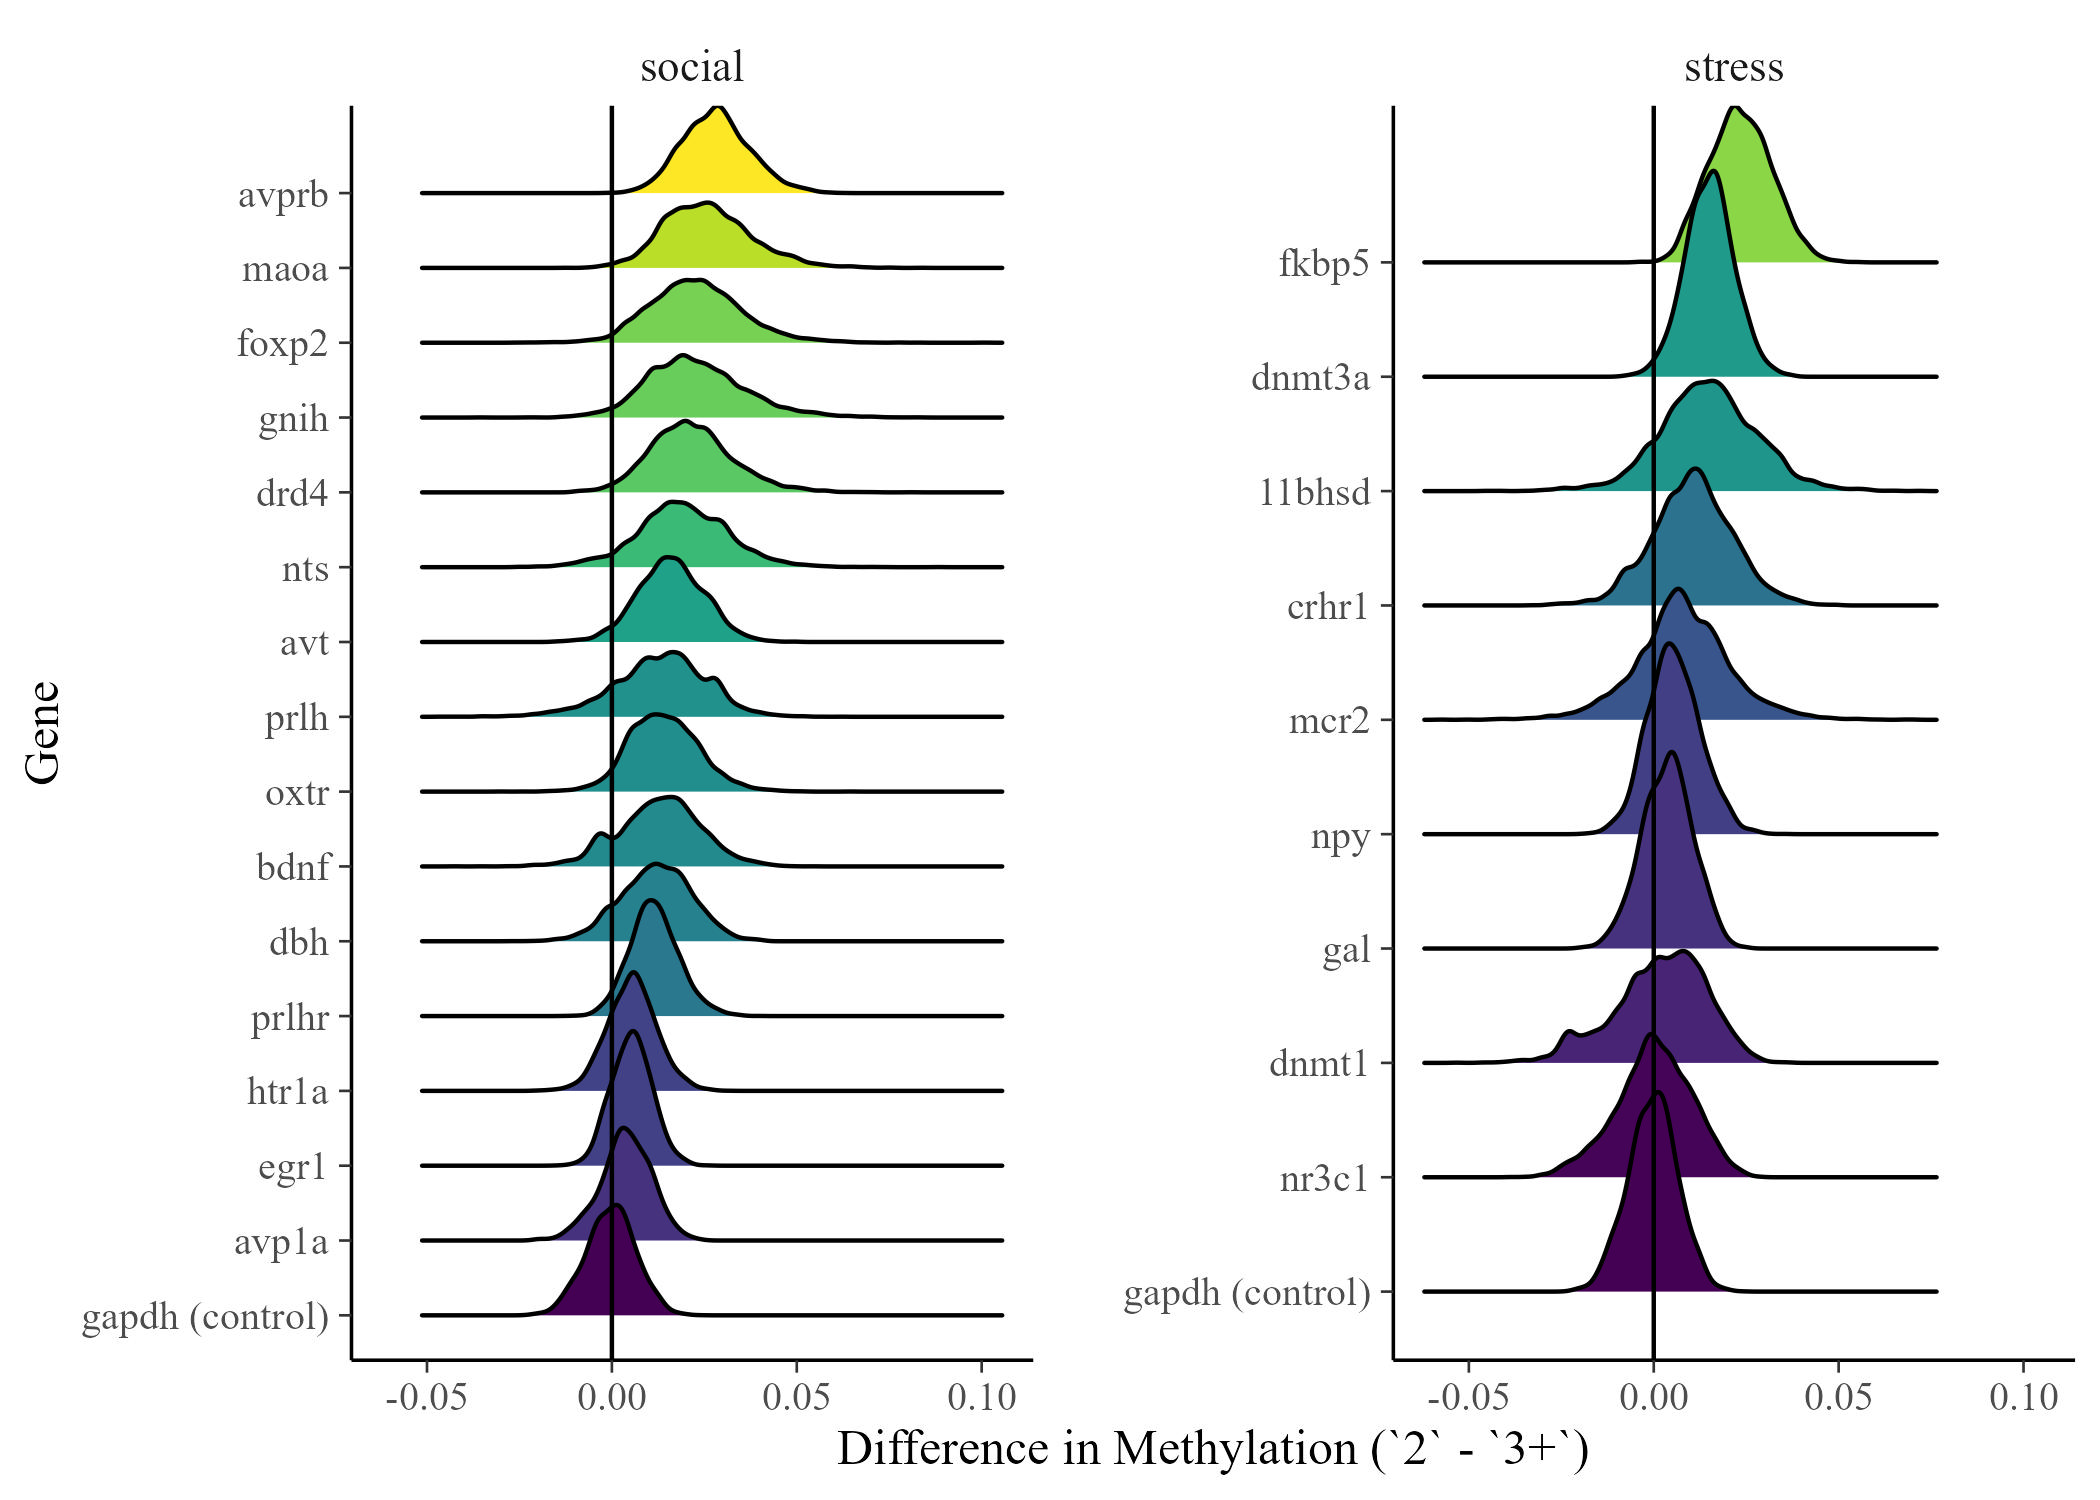 social
stress
Gene
avprb
maoa
foxp2
gnih
drd4
nts
avt
prlh
oxtr
bdnf
dbh
prlhr
htr1a
egr1
avp1a
gapdh (control)
-0.05 0.00 0.05 0.10
fkbp5
dnmt3a
11bhsd
crhr1
mcr2
npy
gal
dnmt1
nr3c1
gapdh (control)
-0.05 0.00 0.05 0.10
Difference in Methylation (`2` - `3+`)